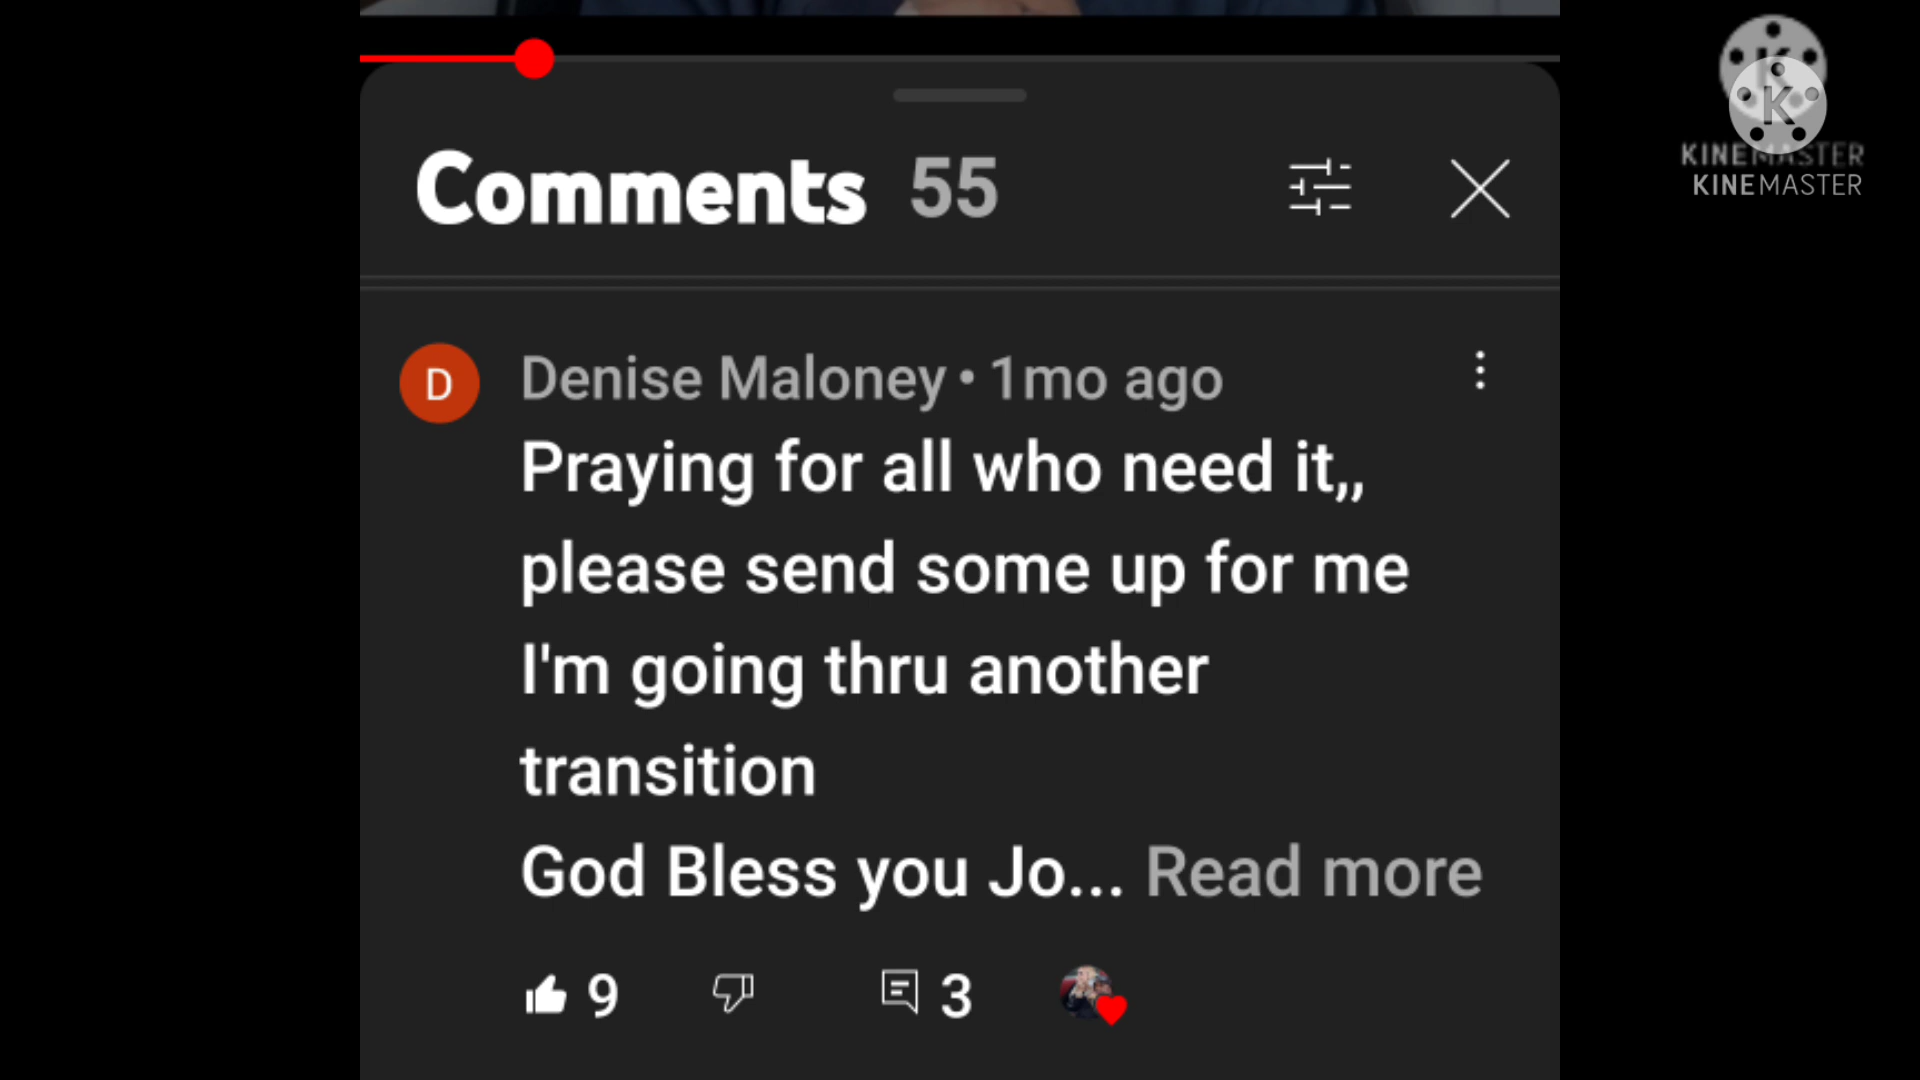 Comments 55
K
K
KINEMASTER
KINEMASTER
D
Denise Maloney • 1mo ago
Praying for all who need it,,
please send some up for me
I'm going thru another
transition
God Bless you Jo... Read more
9 3